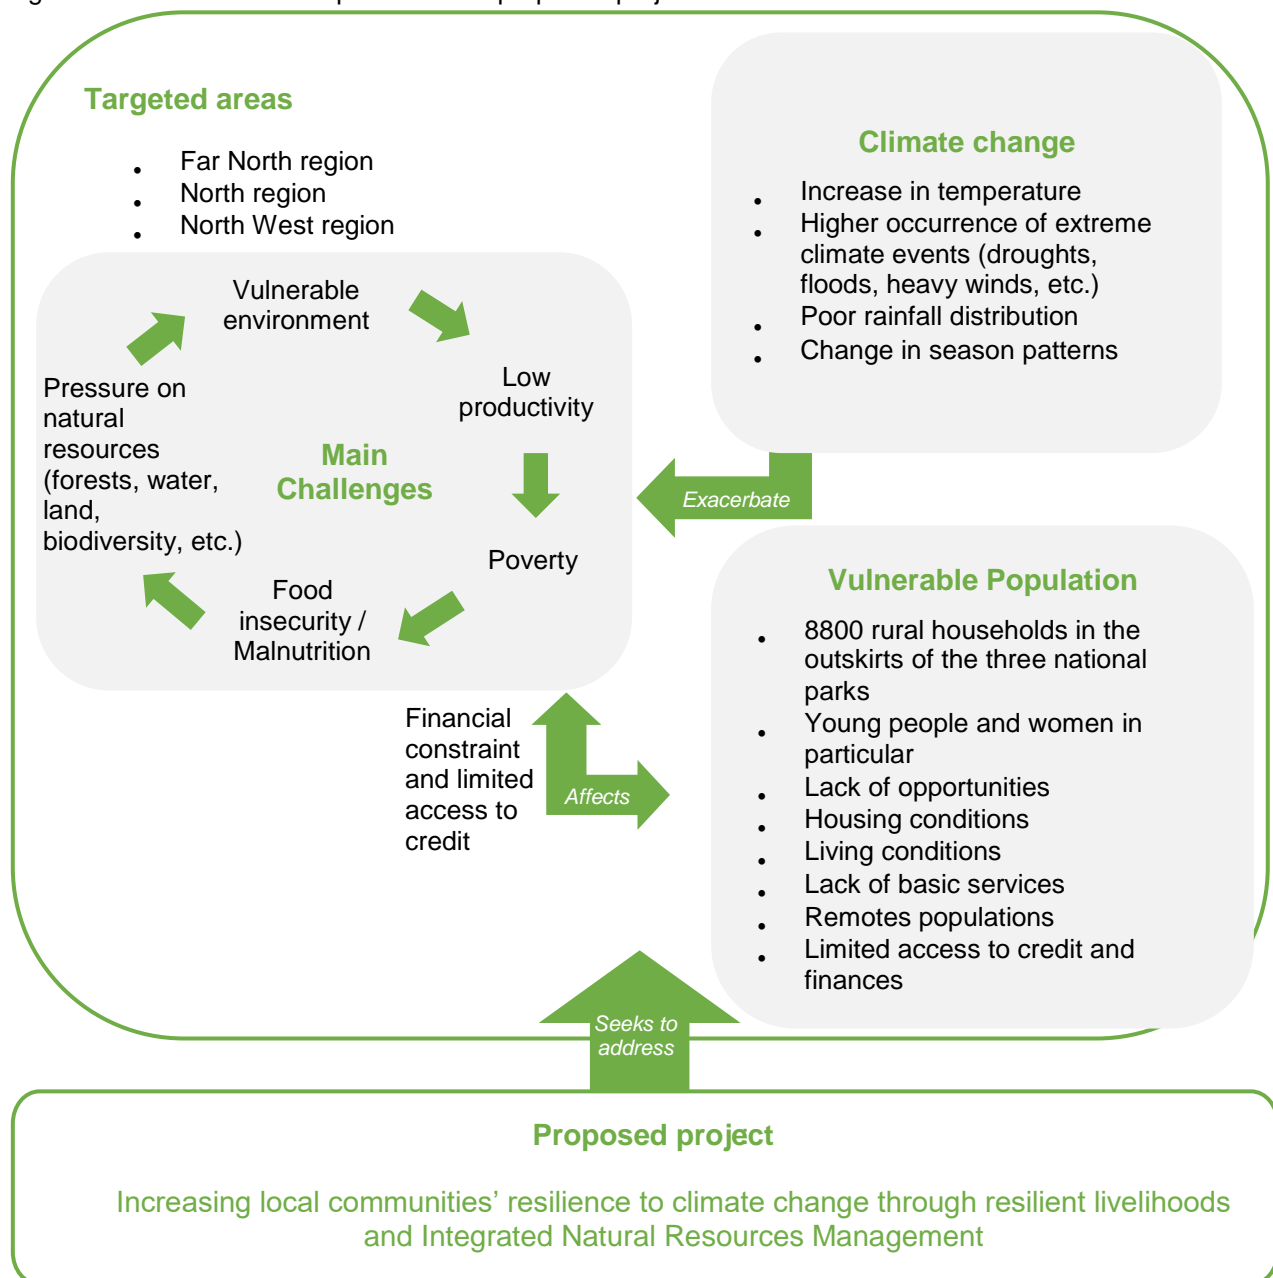 Targeted areas
• Far North region
• North region
• North West region
Climate change
• Increase in temperature
• Higher occurrence of extreme
climate events (droughts,
floods, heavy winds, etc.)
• Poor rainfall distribution
• Change in season patterns
Vulnerable
environment
Low
productivity
Poverty
Food
insecurity /
Malnutrition
Pressure on
natural
resources
(forests, water,
land,
biodiversity, etc.)
Main
Challenges
Exacerbate
Vulnerable Population
• 8800 rural households in the
outskirts of the three national
parks
• Young people and women in
particular
• Lack of opportunities
• Housing conditions
• Living conditions
• Lack of basic services
• Remotes populations
• Limited access to credit and
finances
Financial
constraint
and limited
access to
credit
Affects
Seeks to
address
Proposed project
Increasing local communities’ resilience to climate change through resilient livelihoods
and Integrated Natural Resources Management